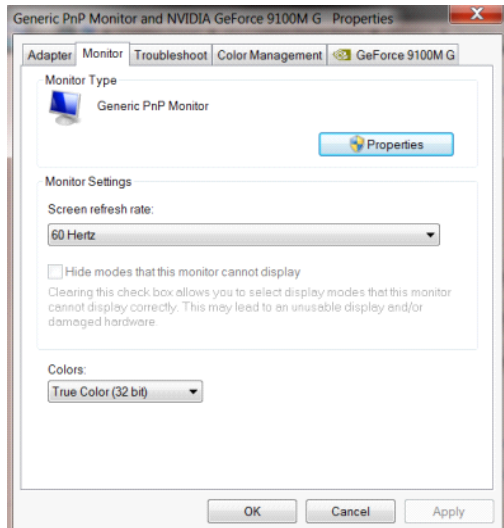 Generic PnP Monitor and NVIDIA GeForce 9100M G Properties
Adapter Monitor Troubleshoot Color Management GeForce 9100M G
Monitor Type
Generic PnP Monitor
Properties
Monitor Settings
Screen refresh rate:
60 Hertz
Hide modes that this monitor cannot display
Clearing this check box allows you to select display modes that this monitor
cannot display correctly. This may lead to an unusable display and/or
damaged hardware.
Colors:
True Color (32 bit)
OK Cancel Apply